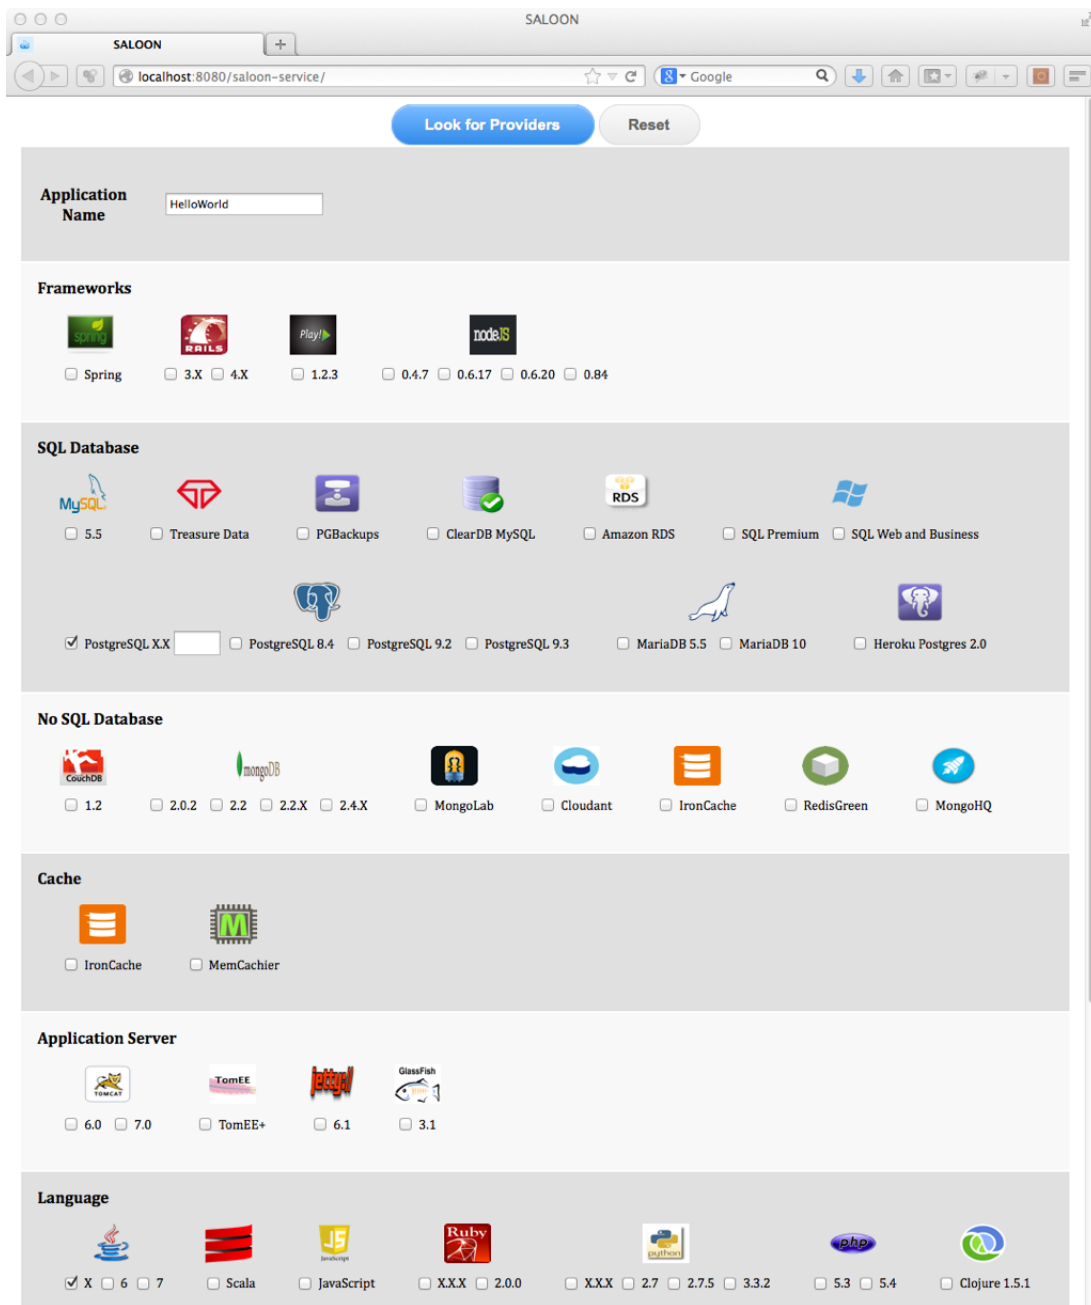 SALOON
SALOON
localhost:8080/saloon-service/
Google
Look for Providers Reset
Application Name
HelloWorld
Frameworks
spring RAILS Play! nodeJS
Spring 3.X 4.X 1.2.3 0.4.7 0.6.17 0.6.20 0.84
SQL Database
MySQL RDS
5.5 Treasure Data PGBackups ClearDB MySQL Amazon RDS SQL Premium SQL Web and Business
PostgreSQL X.X PostgreSQL 8.4 PostgreSQL 9.2 PostgreSQL 9.3 MariaDB 5.5 MariaDB 10 Heroku Postgres 2.0
No SQL Database
CouchDB mongoDB
1.2 2.0.2 2.2 2.2.X 2.4.X MongoLab Cloudant IronCache RedisGreen MongoHQ
Cache
M
IronCache MemCachier
Application Server
TOMCAT TomEE jetty:// GlassFish
6.0 7.0 TomEE+ 6.1 3.1
Language
JS JavaScript Ruby python php
X 6 7 Scala JavaScript X.X.X 2.0.0 X.X.X 2.7 2.7.5 3.3.2 5.3 5.4 Clojure 1.5.1